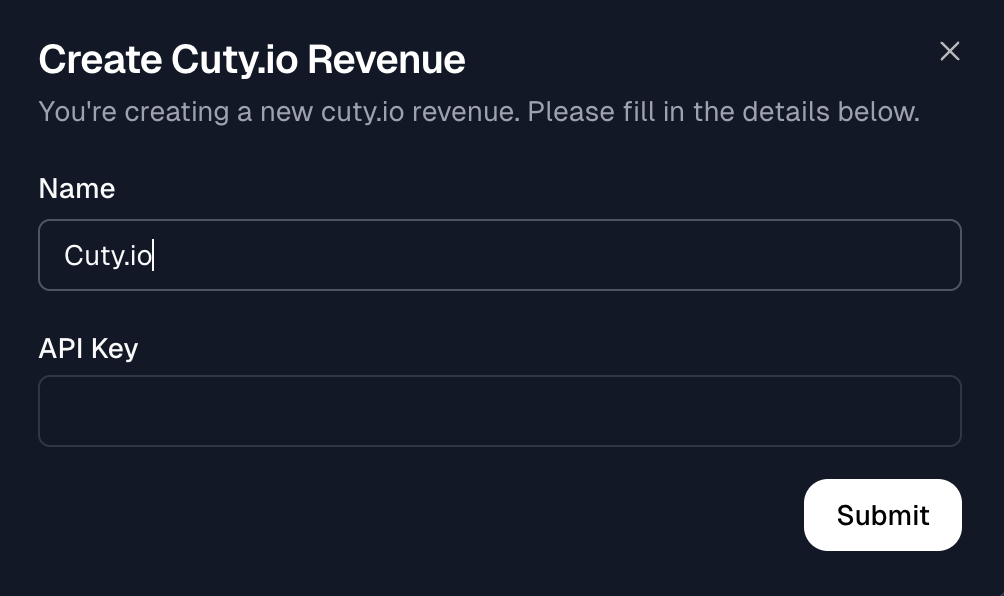 Create Cuty.io Revenue
You're creating a new cuty.io revenue. Please fill in the details below.
Name
Cuty.io
API Key
Submit